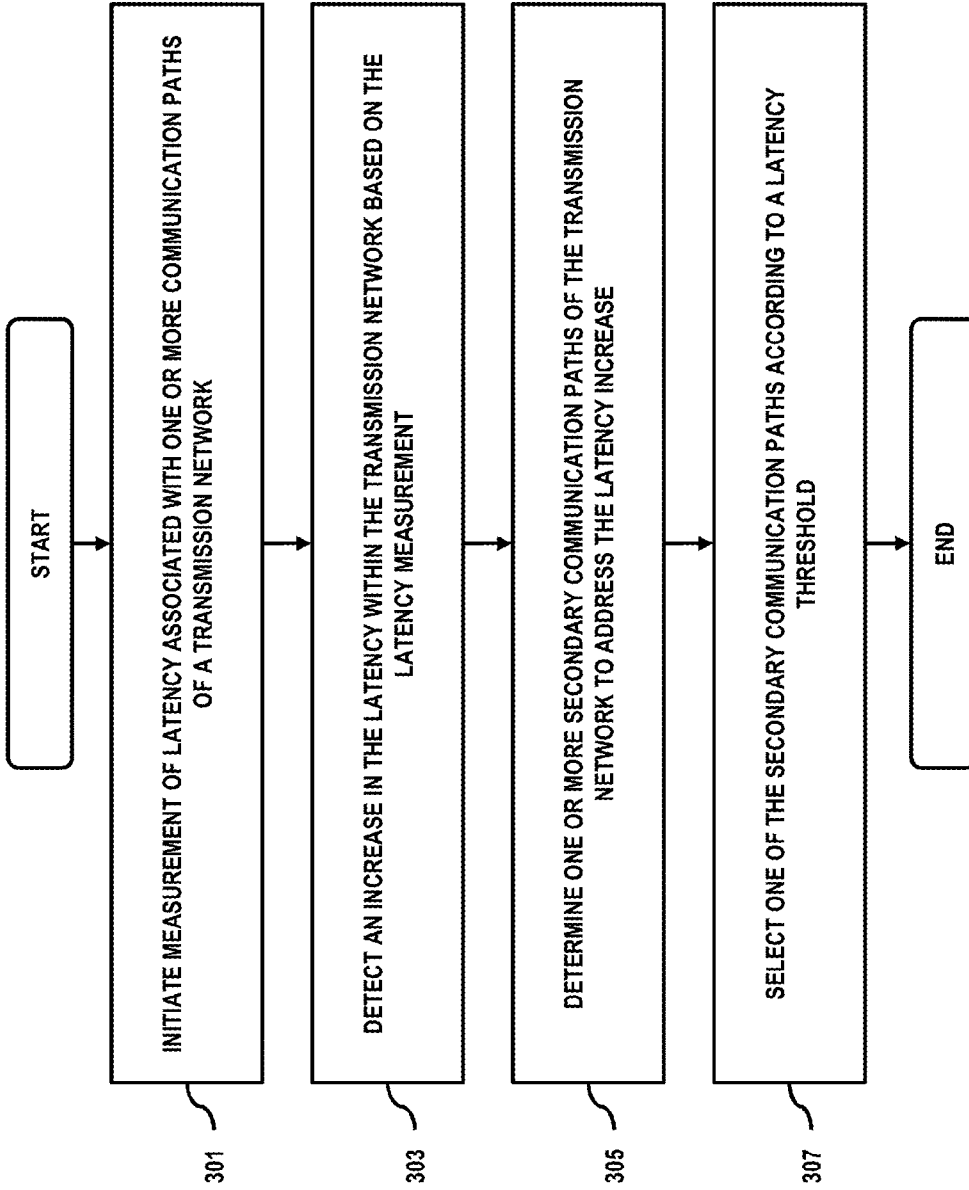 START
301
INITIATE MEASUREMENT OF LATENCY ASSOCIATED WITH ONE OR MORE COMMUNICATION PATHS
OF A TRANSMISSION NETWORK
303
DETECT AN INCREASE IN THE LATENCY WITHIN THE TRANSMISSION NETWORK BASED ON THE
LATENCY MEASUREMENT
305
DETERMINE ONE OR MORE SECONDARY COMMUNICATION PATHS OF THE TRANSMISSION
NETWORK TO ADDRESS THE LATENCY INCREASE
307
SELECT ONE OF THE SECONDARY COMMUNICATION PATHS ACCORDING TO A LATENCY
THRESHOLD
END